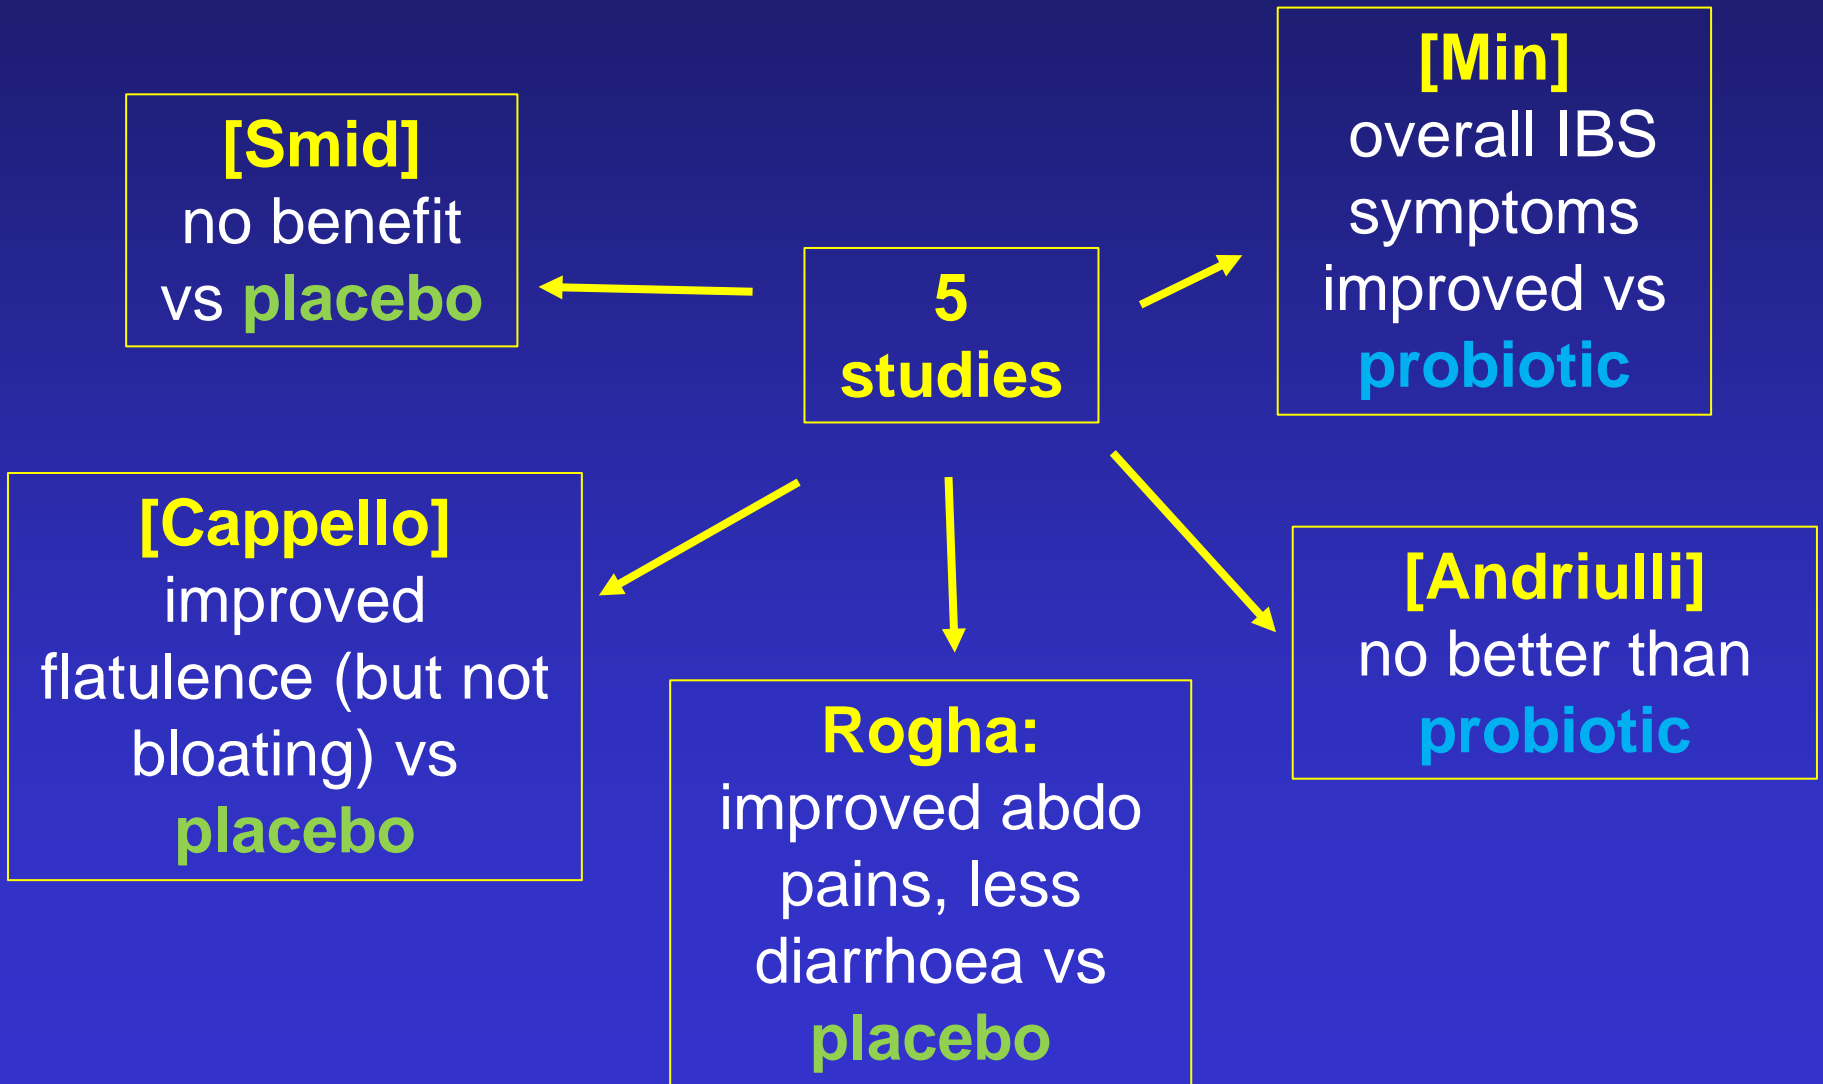 [Smid]
no benefit
vs placebo
5
studies
[Min]
overall IBS
symptoms
improved vs
probiotic
[Cappello]
improved
flatulence (but not
bloating) vs
placebo
Rogha:
improved abdo
pains, less
diarrhoea vs
placebo
[Andriulli]
no better than
probiotic